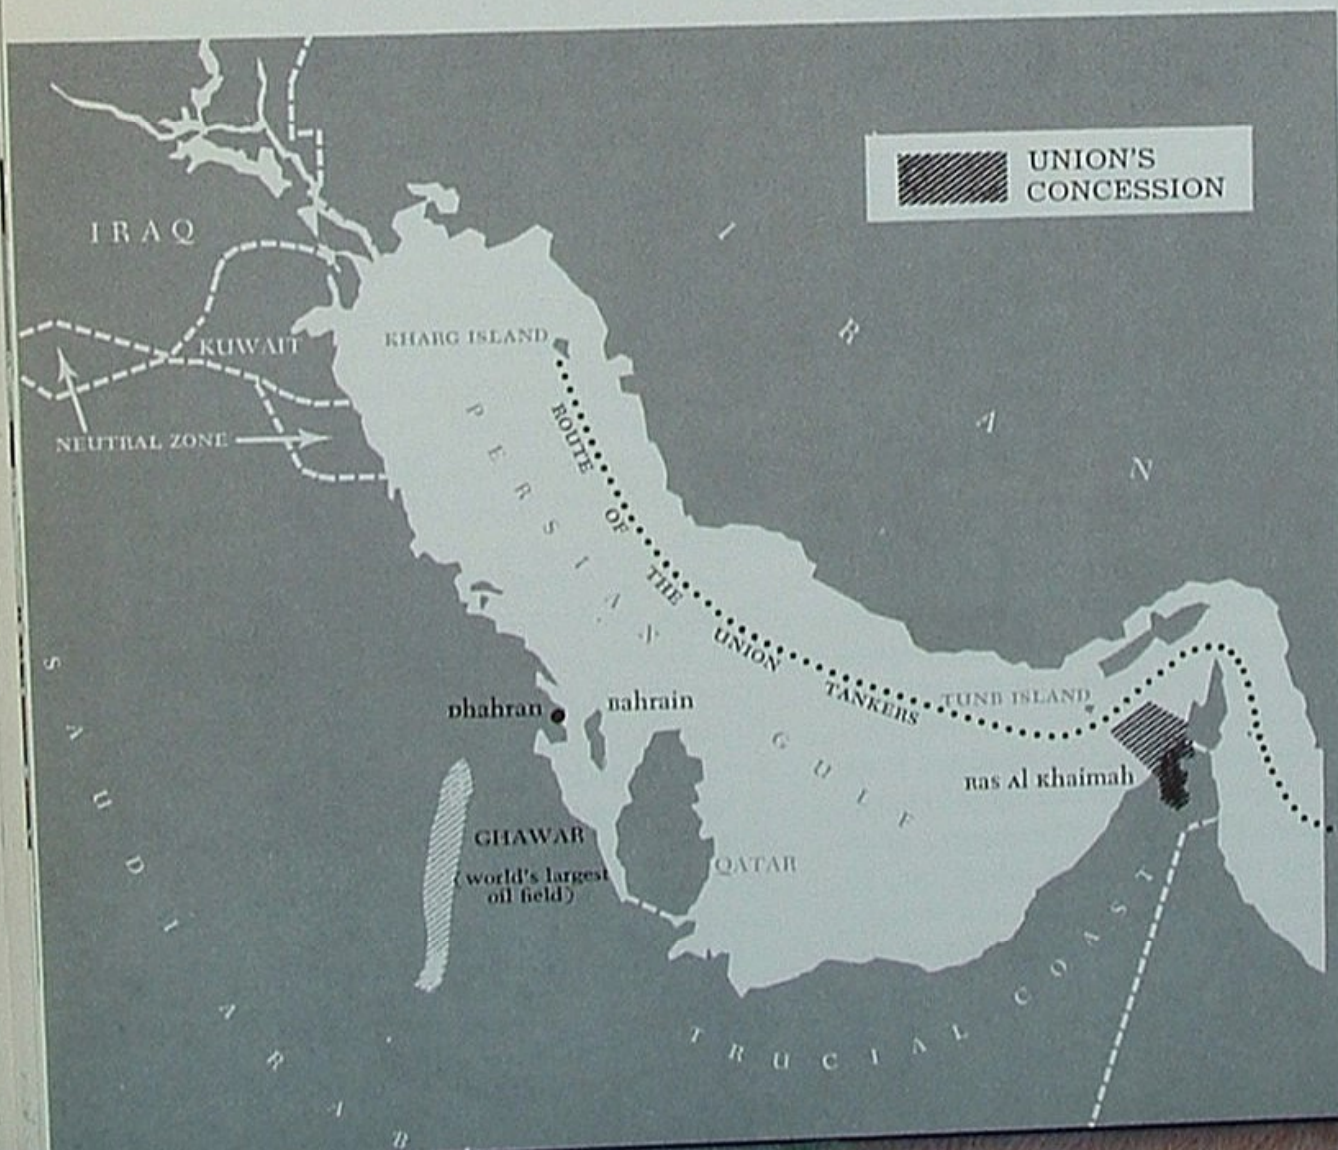 UNION'S
CONCESSION
IRAQ
IRAN
KUWAIT
KHARG ISLAND
NEUTRAL ZONE
PERSIAN GULF
ROUTE OF THE UNION TANKERS
TUNB ISLAND
Dhahran
Bahrain
Ras Al Khaimah
GHAWAR
(world's largest
oil field)
QATAR
SAUDI ARAB
TRUCIAL COAST